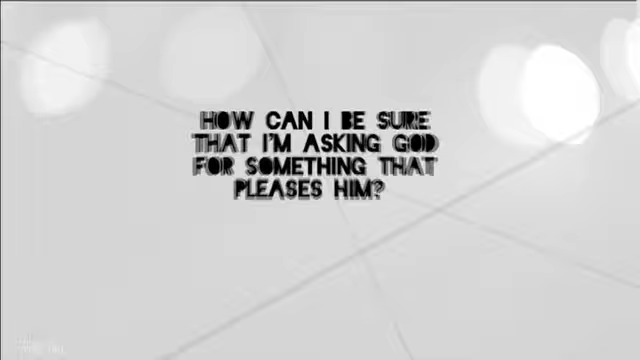 HOW CAN I BE SURE
THAT I'M ASKING GOD
FOR SOMETHING THAT
PLEASES HIM?